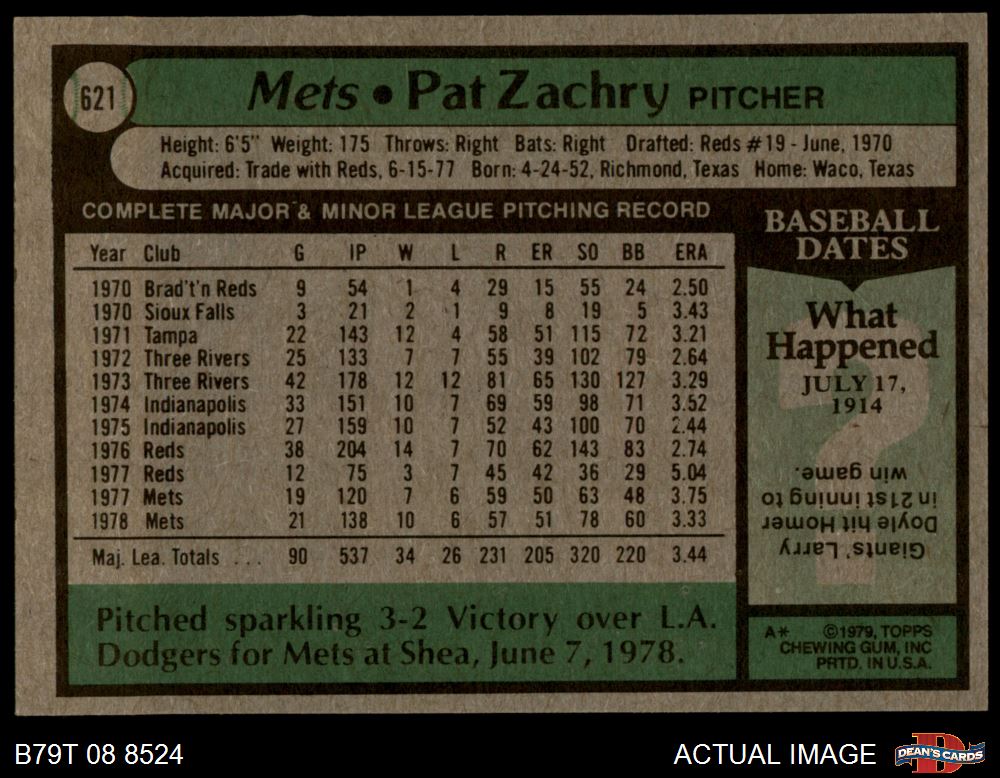 621
Mets • Pat Zachry PITCHER
Height: 6'5" Weight: 175 Throws: Right Bats: Right Drafted: Reds #19 - June, 1970
Acquired: Trade with Reds, 6-15-77 Born: 4-24-52, Richmond, Texas Home: Waco, Texas
COMPLETE MAJOR & MINOR LEAGUE PITCHING RECORD
Year Club G IP W L R ER SO BB ERA
1970 Brad't'n Reds 9 54 1 4 29 15 55 24 2.50
1970 Sioux Falls 3 21 2 1 9 8 19 5 3.43
1971 Tampa 22 143 12 4 58 51 115 72 3.21
1972 Three Rivers 25 133 7 7 55 39 102 79 2.64
1973 Three Rivers 42 178 12 12 81 65 130 127 3.29
1974 Indianapolis 33 151 10 7 69 59 98 71 3.52
1975 Indianapolis 27 159 10 7 52 43 100 70 2.44
1976 Reds 38 204 14 7 70 62 143 83 2.74
1977 Reds 12 75 3 7 45 42 36 29 5.04
1977 Mets 19 120 7 6 59 50 63 48 3.75
1978 Mets 21 138 10 6 57 51 78 60 3.33
Maj. Lea. Totals . . . 90 537 34 26 231 205 320 220 3.44
Pitched sparkling 3-2 Victory over L.A.
Dodgers for Mets at Shea, June 7, 1978.
BASEBALL
DATES
What
Happened
JULY 17,
1914
?
Giants' Larry
Doyle hit Homer
in 21st inning to
win game.
A* ©1979, TOPPS
CHEWING GUM, INC
PRTD. IN U.S.A.
B79T 08 8524
ACTUAL IMAGE
D
DEAN'S CARDS